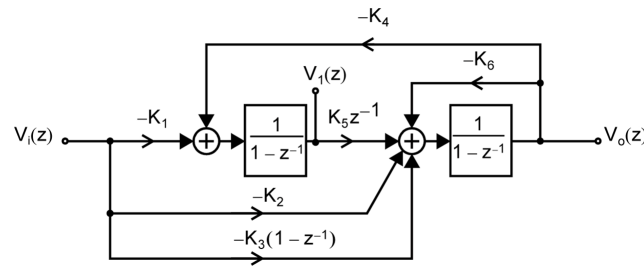 –K4
–K6
V1(z)
Vi(z)
–K1
1
1 – z–1
K5z–1
1
1 – z–1
Vo(z)
–K2
–K3(1 – z–1)